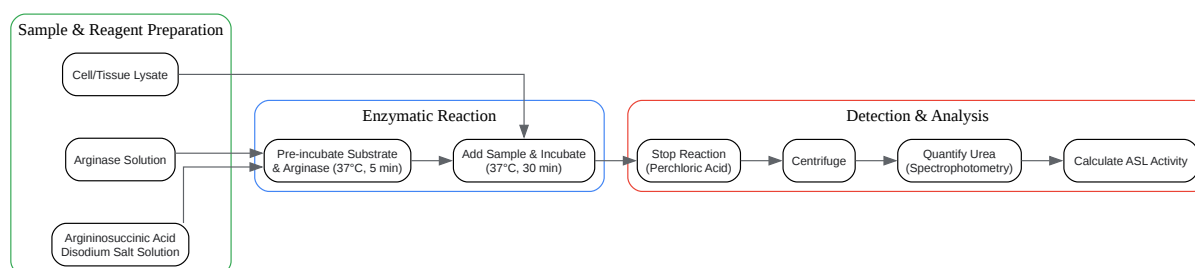 Sample & Reagent Preparation
Cell/Tissue Lysate
Arginase Solution
Argininosuccinic Acid
Disodium Salt Solution
Enzymatic Reaction
Pre-incubate Substrate
& Arginase (37°C, 5 min)
Add Sample & Incubate
(37°C, 30 min)
Detection & Analysis
Stop Reaction
(Perchloric Acid)
Centrifuge
Quantify Urea
(Spectrophotometry)
Calculate ASL Activity